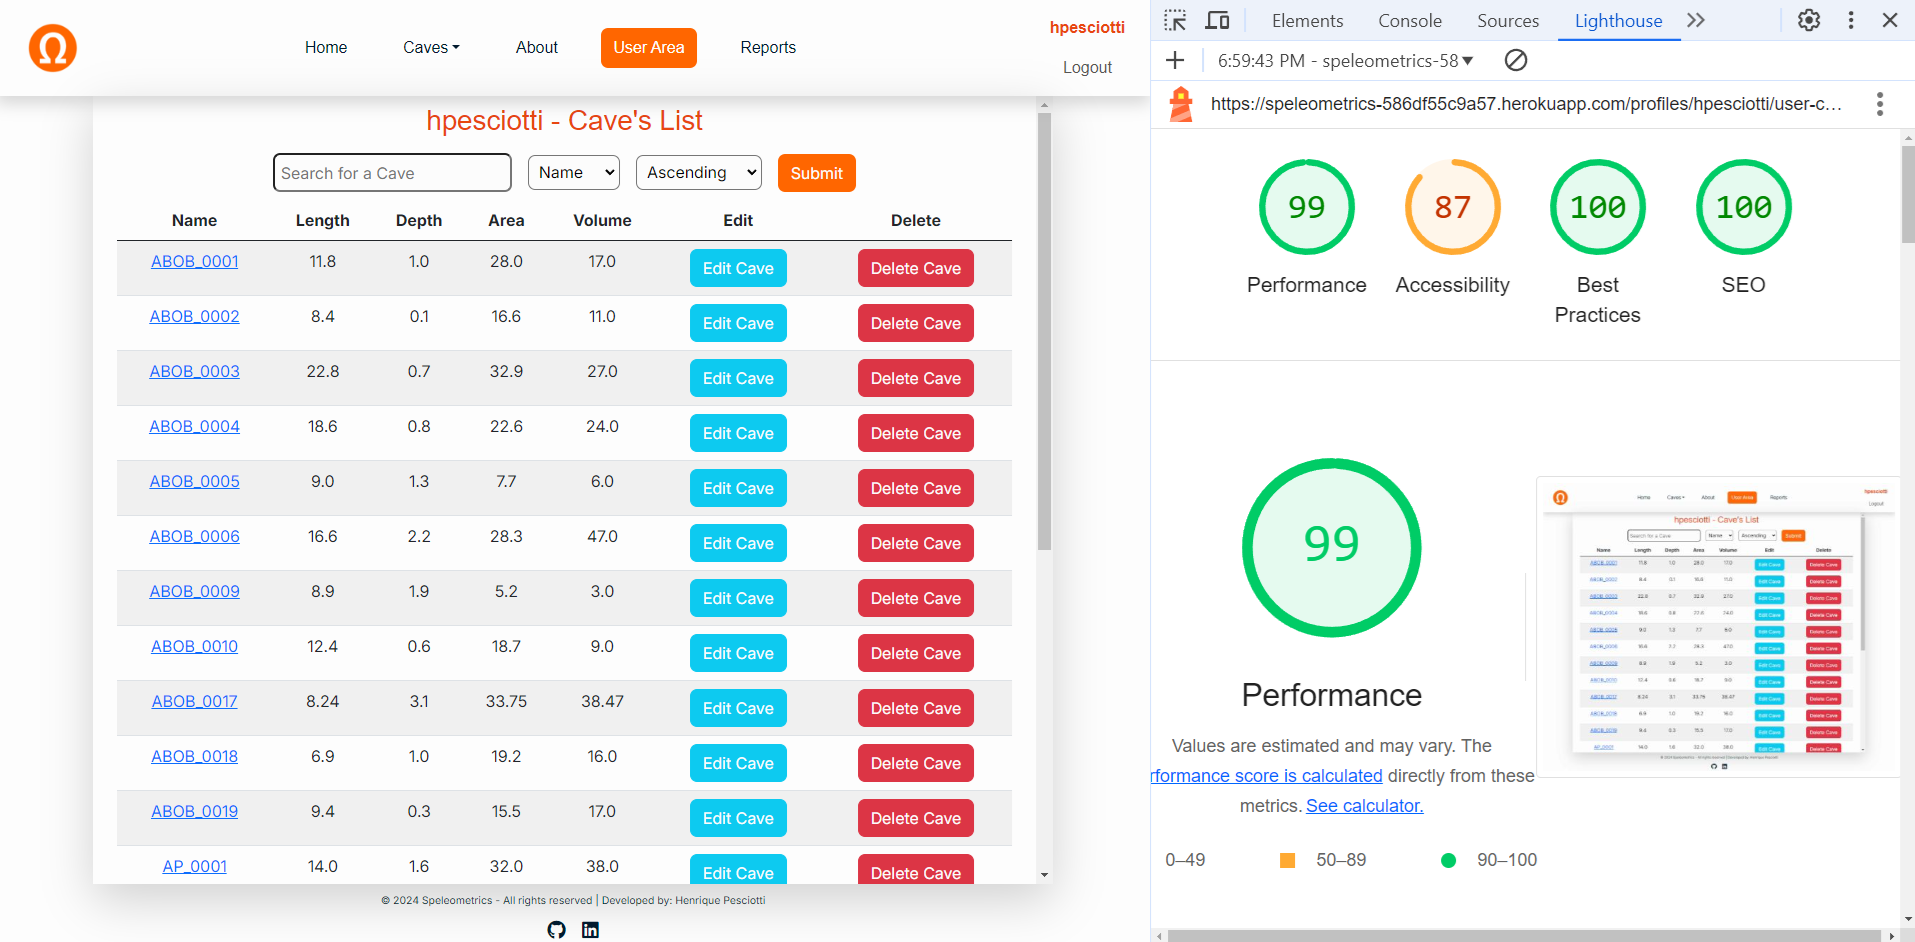 Home Caves About User Area Reports
hpesciotti
Logout
hpesciotti - Cave's List
Search for a Cave Name Ascending Submit
Name Length Depth Area Volume Edit Delete
ABOB_0001 11.8 1.0 28.0 17.0 Edit Cave Delete Cave
ABOB_0002 8.4 0.1 16.6 11.0 Edit Cave Delete Cave
ABOB_0003 22.8 0.7 32.9 27.0 Edit Cave Delete Cave
ABOB_0004 18.6 0.8 22.6 24.0 Edit Cave Delete Cave
ABOB_0005 9.0 1.3 7.7 6.0 Edit Cave Delete Cave
ABOB_0006 16.6 2.2 28.3 47.0 Edit Cave Delete Cave
ABOB_0009 8.9 1.9 5.2 3.0 Edit Cave Delete Cave
ABOB_0010 12.4 0.6 18.7 9.0 Edit Cave Delete Cave
ABOB_0017 8.24 3.1 33.75 38.47 Edit Cave Delete Cave
ABOB_0018 6.9 1.0 19.2 16.0 Edit Cave Delete Cave
ABOB_0019 9.4 0.3 15.5 17.0 Edit Cave Delete Cave
AP_0001 14.0 1.6 32.0 38.0 Edit Cave Delete Cave
© 2024 Speleometrics - All rights reserved | Developed by: Henrique Pesciotti
Elements Console Sources Lighthouse
6:59:43 PM - speleometrics-58
https://speleometrics-586df55c9a57.herokuapp.com/profiles/hpesciotti/user-c…
99 87 100 100
Performance Accessibility Best Practices SEO
99
Performance
Values are estimated and may vary. The
rformance score is calculated directly from these
metrics. See calculator.
0–49 50–89 90–100
hpesciotti - Cave's List